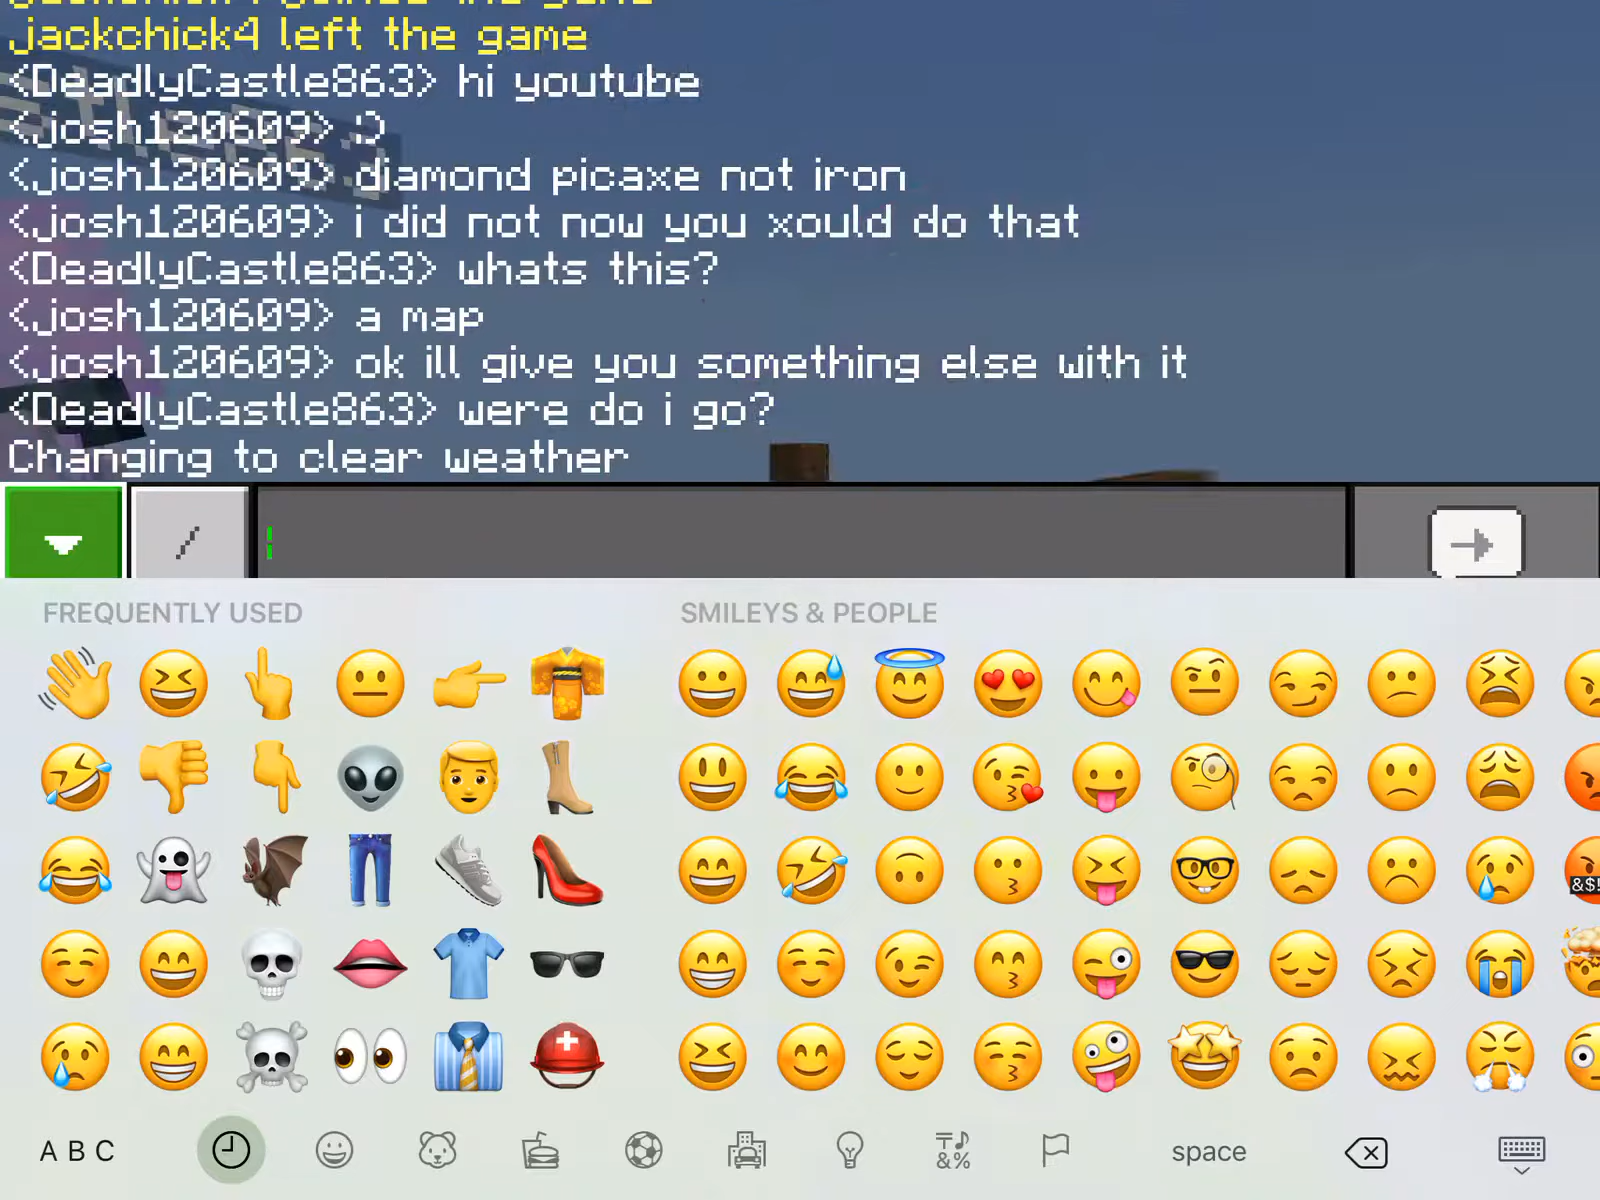 jackchick4 left the game
<DeadlyCastle863> hi youtube
<josh120609> :)
<josh120609> diamond picaxe not iron
<josh120609> i did not now you xould do that
<DeadlyCastle863> whats this?
<josh120609> a map
<josh120609> ok ill give you something else with it
<DeadlyCastle863> were do i go?
Changing to clear weather
/
FREQUENTLY USED SMILEYS & PEOPLE
&$!
ABC space